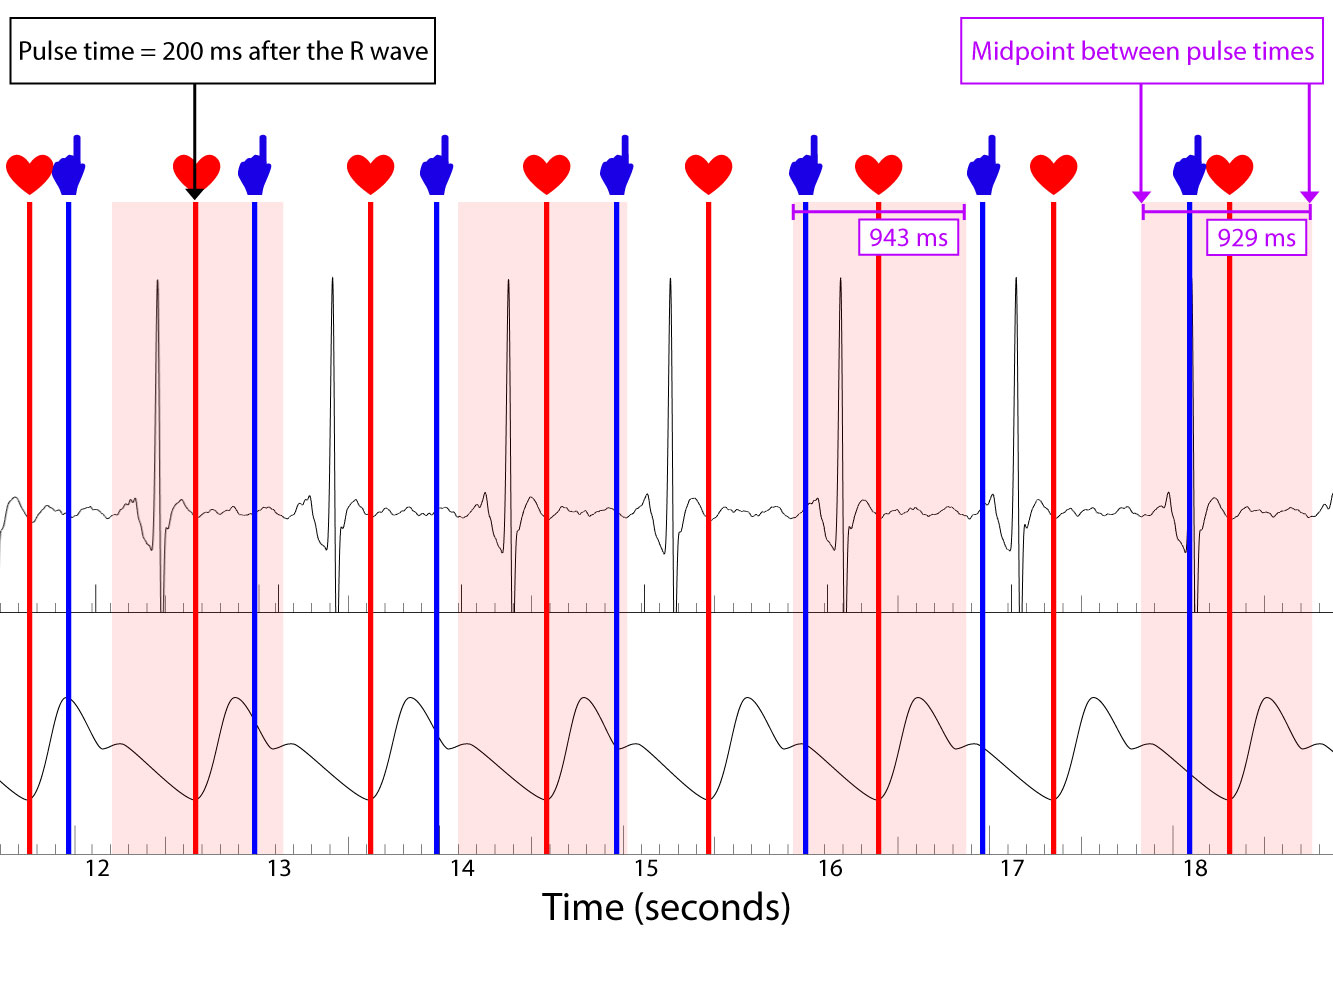 Pulse time = 200 ms after the R wave
Midpoint between pulse times
943 ms
929 ms
12 13 14 15 16 17 18
Time (seconds)